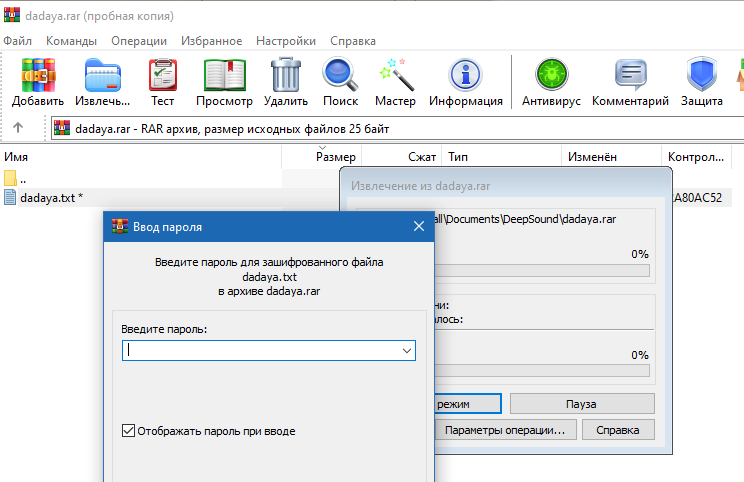 dadaya.rar (пробная копия)
Файл Команды Операции Избранное Настройки Справка
Добавить Извлечь... Тест Просмотр Удалить Поиск Мастер Информация Антивирус Комментарий Защита
dadaya.rar - RAR архив, размер исходных файлов 25 байт
Имя Размер Сжат Тип Изменён Контрол...
..
dadaya.txt * A80AC52
Извлечение из dadaya.rar
all\Documents\DeepSound\dadaya.rar
0%
ни:
алось:
0%
режим Пауза
Параметры операции... Справка
Ввод пароля
Введите пароль для зашифрованного файла
dadaya.txt
в архиве dadaya.rar
Введите пароль:
Отображать пароль при вводе